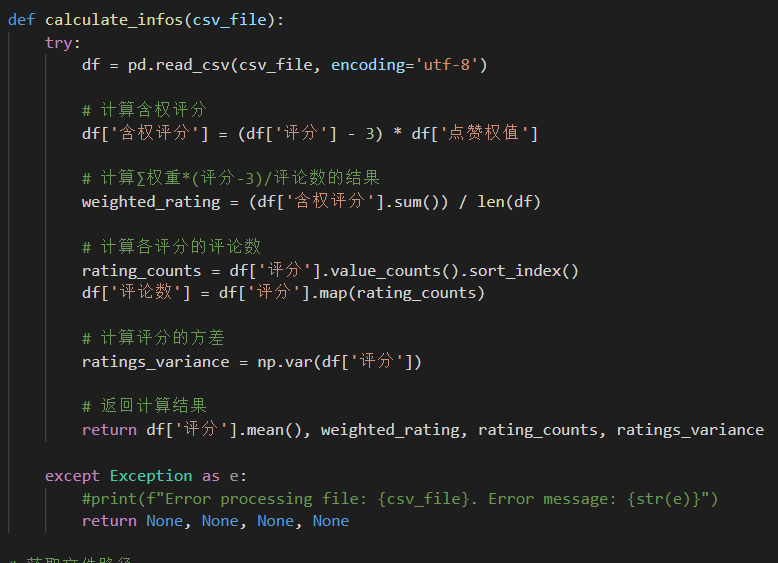 def calculate_infos(csv_file):
    try:
        df = pd.read_csv(csv_file, encoding='utf-8')
        # 计算含权评分
        df['含权评分'] = (df['评分'] - 3) * df['点赞权值']
        # 计算∑权重*(评分-3)/评论数的结果
        weighted_rating = (df['含权评分'].sum()) / len(df)
        # 计算各评分的评论数
        rating_counts = df['评分'].value_counts().sort_index()
        df['评论数'] = df['评分'].map(rating_counts)
        # 计算评分的方差
        ratings_variance = np.var(df['评分'])
        # 返回计算结果
        return df['评分'].mean(), weighted_rating, rating_counts, ratings_variance
    except Exception as e:
        #print(f"Error processing file: {csv_file}. Error message: {str(e)}")
        return None, None, None, None
# 获取文件路径